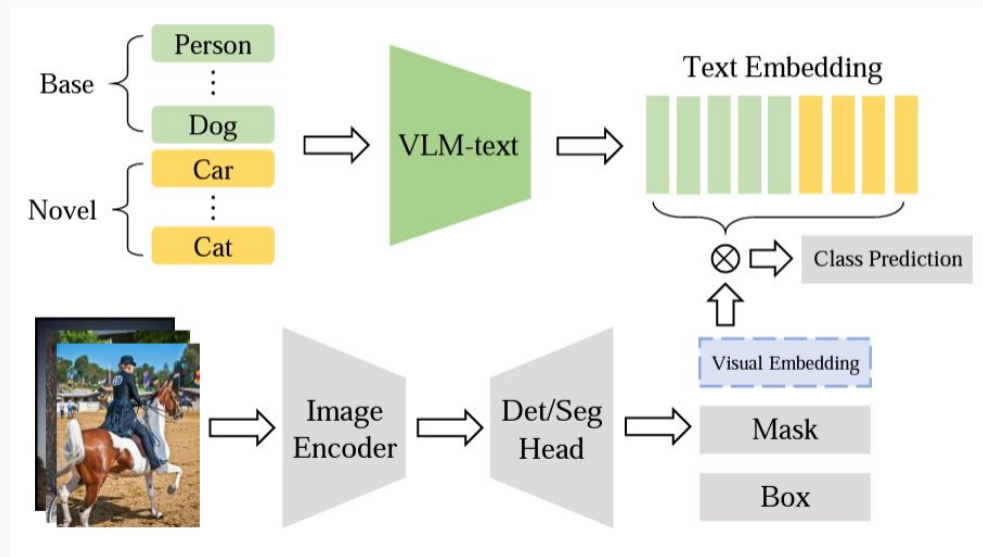 Base
Person
Dog
Novel
Car
Cat
VLM-text
Text Embedding
Class Prediction
Visual Embedding
Image
Encoder
Det/Seg
Head
Mask
Box